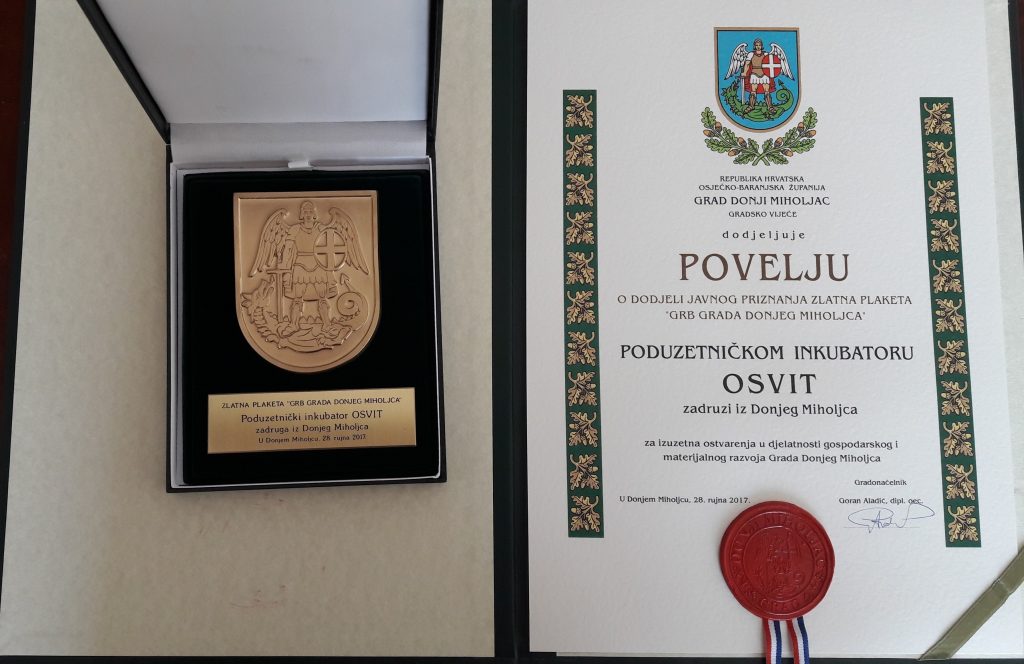 ZLATNA PLAKETA "GRB GRADA DONJEG MIHOLJCA"
Poduzetnički inkubator OSVIT
zadruga iz Donjeg Miholjca
U Donjem Miholjcu, 28. rujna 2017.
REPUBLIKA HRVATSKA
OSJEČKO-BARANJSKA ŽUPANIJA
GRAD DONJI MIHOLJAC
GRADSKO VIJEĆE
dodjeljuje
POVELJU
O DODJELI JAVNOG PRIZNANJA ZLATNA PLAKETA
"GRB GRADA DONJEG MIHOLJCA"
PODUZETNIČKOM INKUBATORU
OSVIT
zadruzi iz Donjeg Miholjca
za izuzetna ostvarenja u djelatnosti gospodarskog i
materijalnog razvoja Grada Donjeg Miholjca
Gradonačelnik
U Donjem Miholjcu, 28. rujna 2017.
Goran Aladić, dipl. oec.